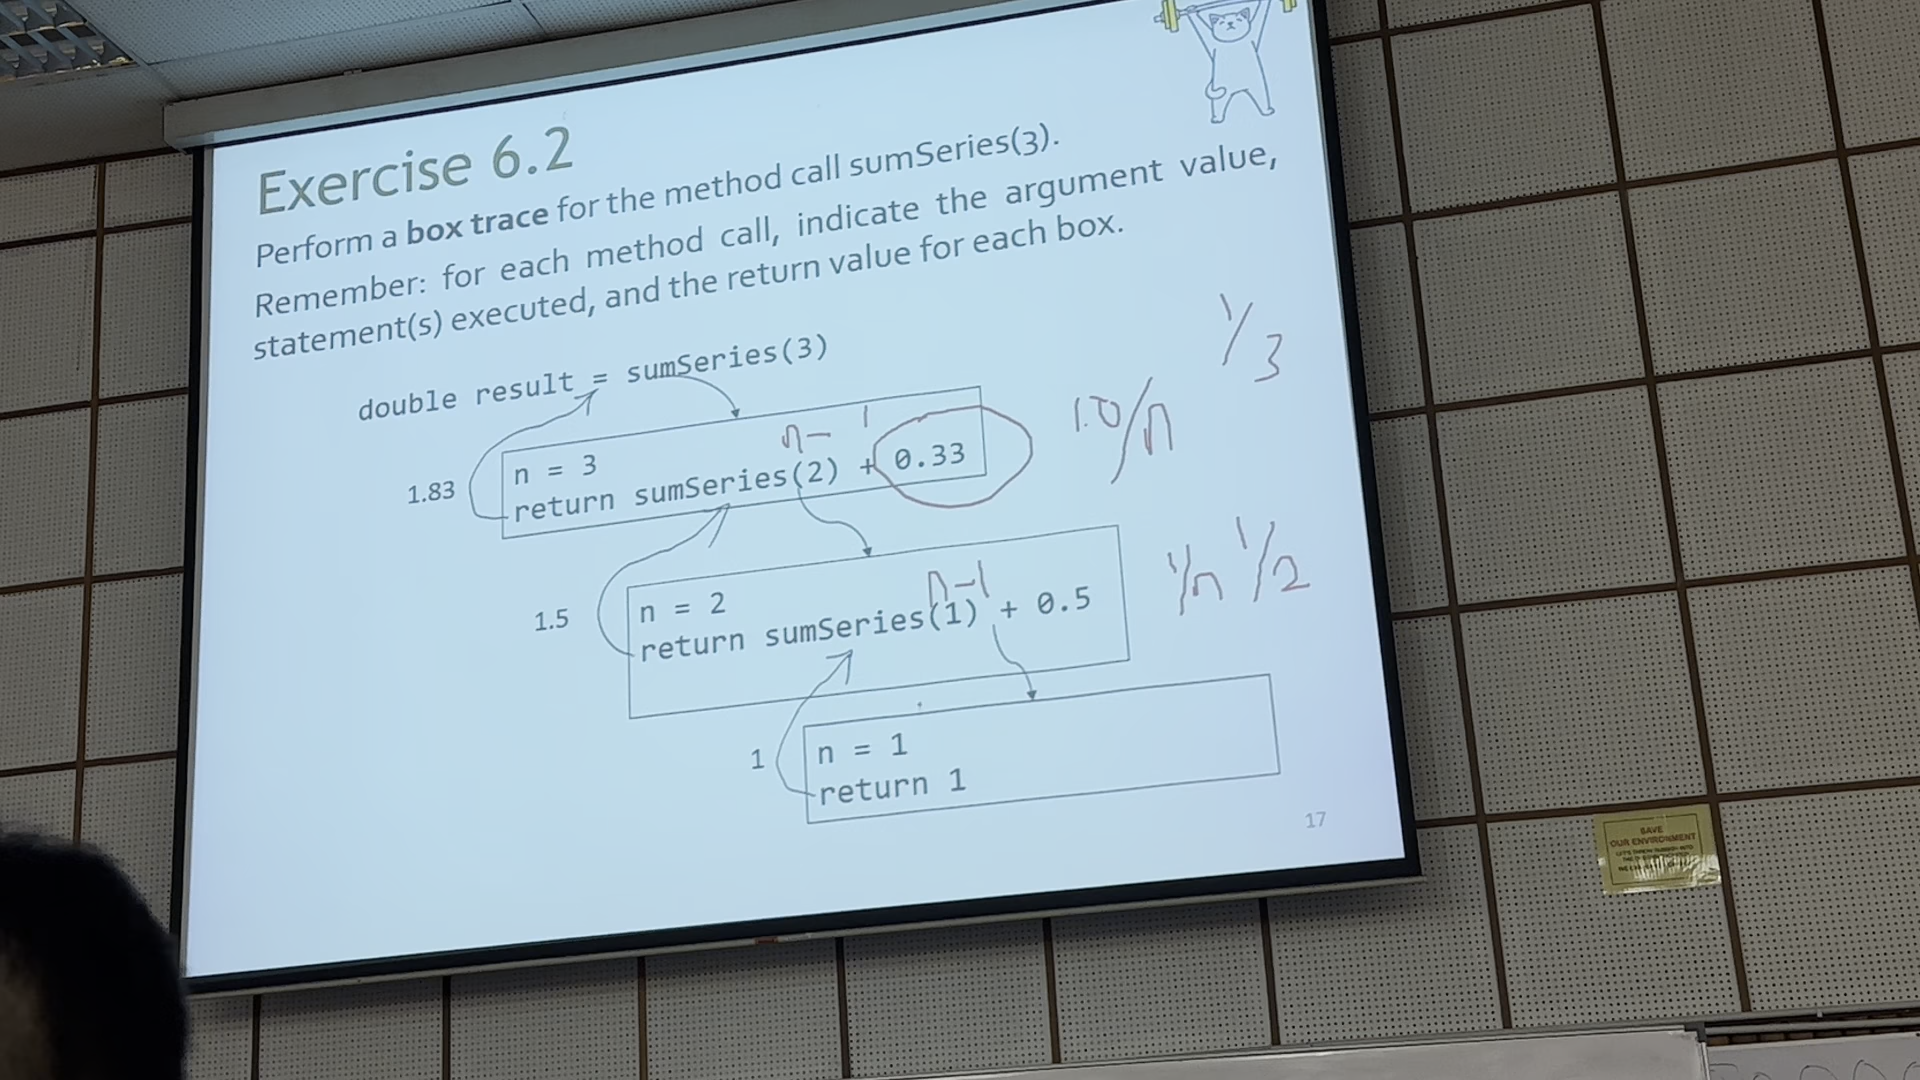 Exercise 6.2
Perform a box trace for the method call sumSeries(3).
Remember: for each method call, indicate the argument value,
statement(s) executed, and the return value for each box.
double result = sumSeries(3)
1/3
n- 1
1.0/n
n = 3
1.83
return sumSeries(2) + 0.33
n-1
1/n 1/2
n = 2
1.5
return sumSeries(1) + 0.5
n = 1
1
return 1
17
SAVE
OUR ENVIRONMENT